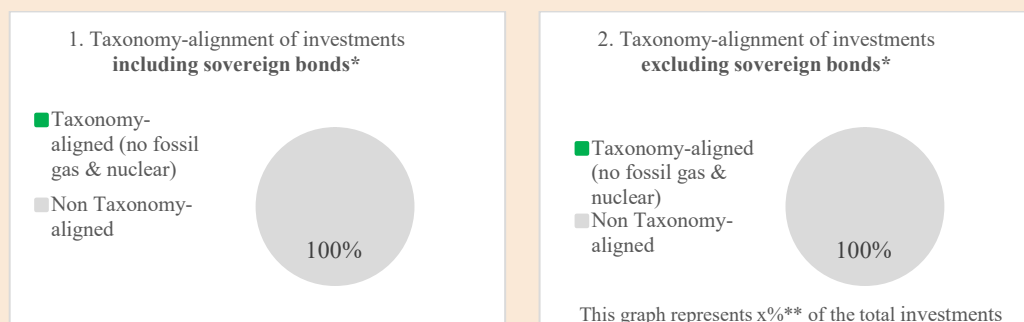 1. Taxonomy-alignment of investments
including sovereign bonds*
Taxonomy-
aligned (no fossil
gas & nuclear)
Non Taxonomy-
aligned
100%
2. Taxonomy-alignment of investments
excluding sovereign bonds*
Taxonomy-aligned
(no fossil gas &
nuclear)
Non Taxonomy-
aligned
100%
This graph represents x%** of the total investments